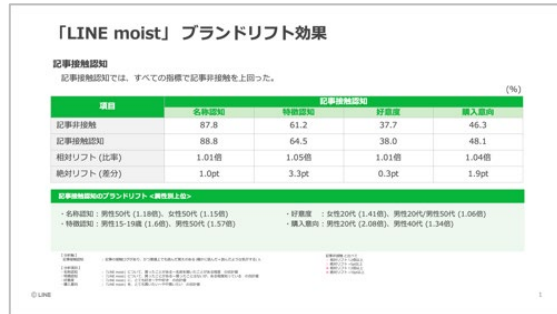 「LINE moist」 ブランドリフト効果
記事接触認知
記事接触認知では、すべての指標で記事非接触を上回った。
(%)
項目 記事接触認知
名称認知 特徴認知 好意度 購入意向
記事非接触 87.8 61.2 37.7 46.3
記事接触認知 88.8 64.5 38.0 48.1
相対リフト (比率) 1.01倍 1.05倍 1.01倍 1.04倍
絶対リフト (差分) 1.0pt 3.3pt 0.3pt 1.9pt
記事接触認知のブランドリフト <属性別上位>
・名称認知：男性50代 (1.18倍)、女性50代 (1.15倍)
・特徴認知：男性15-19歳 (1.6倍)、男性50代 (1.57倍)
・好意度 ：女性20代 (1.41倍)、男性20代/男性50代 (1.06倍)
・購入意向：男性20代 (2.08倍)、男性40代 (1.34倍)
© LINE
1